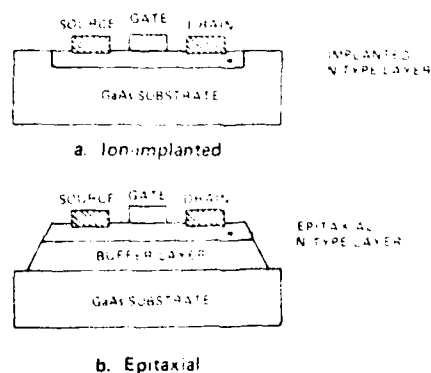 SOURCE GATE DRAIN
IMPLANTED
N TYPE LAYER
GaAs SUBSTRATE
a. Ion-implanted
SOURCE GATE DRAIN
EPITAXIAL
N TYPE LAYER
BUFFER LAYER
GaAs SUBSTRATE
b. Epitaxial